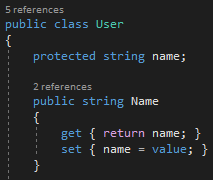 5 references
public class User
{
protected string name;
2 references
public string Name
{
get { return name; }
set { name = value; }
}